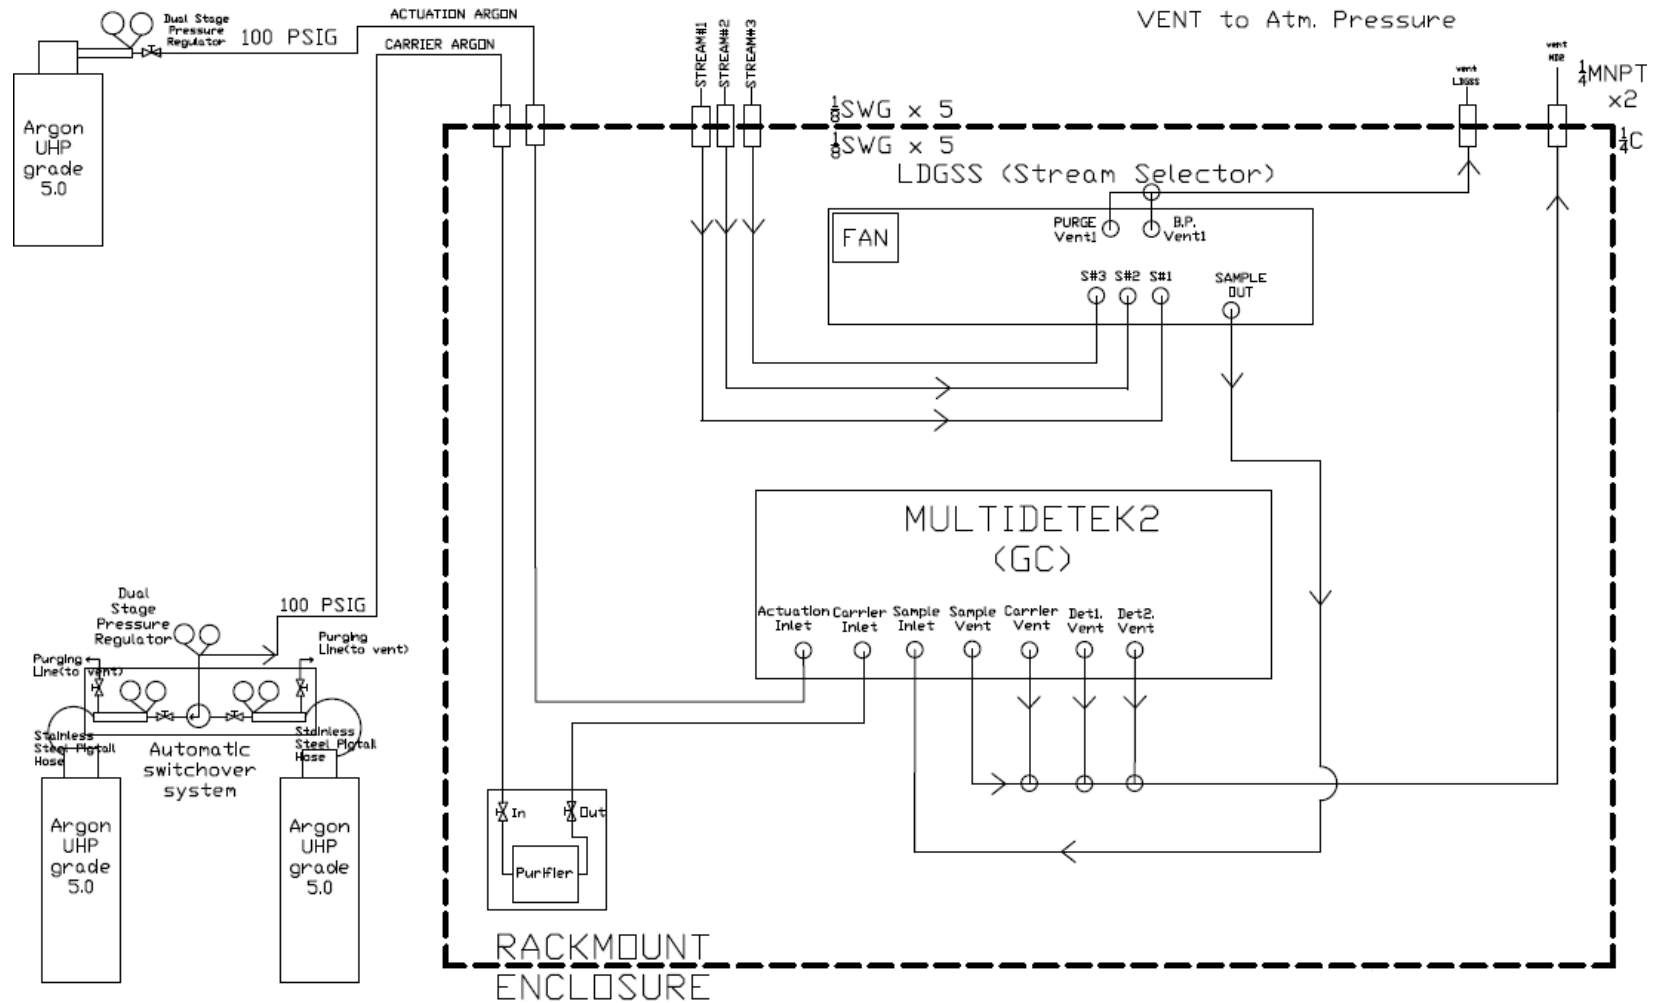 Dual Stage
Pressure
Regulator
100 PSIG
ACTUATION ARGON
CARRIER ARGON
STREAM#1
STREAM#2
STREAM#3
VENT to Atm. Pressure
vent
LDGSS
vent
MD2
1/4MNPT
x2
1/8SWG x 5
1/8SWG x 5
1/4C
Argon
UHP
grade
5.0
LDGSS (Stream Selector)
FAN
PURGE
Vent1
B.P.
Vent1
S#3
S#2
S#1
SAMPLE
OUT
MULTIDETEK2
(GC)
Actuation
Inlet
Carrier
Inlet
Sample
Inlet
Sample
Vent
Carrier
Vent
Det1.
Vent
Det2.
Vent
Dual
Stage
Pressure
Regulator
100 PSIG
Purging
Line(to vent)
Purging
Line(to vent)
Stainless
Steel Pigtail
Hose
Stainless
Steel Pigtail
Hose
Automatic
switchover
system
Argon
UHP
grade
5.0
Argon
UHP
grade
5.0
In
Out
Purifier
RACKMOUNT
ENCLOSURE